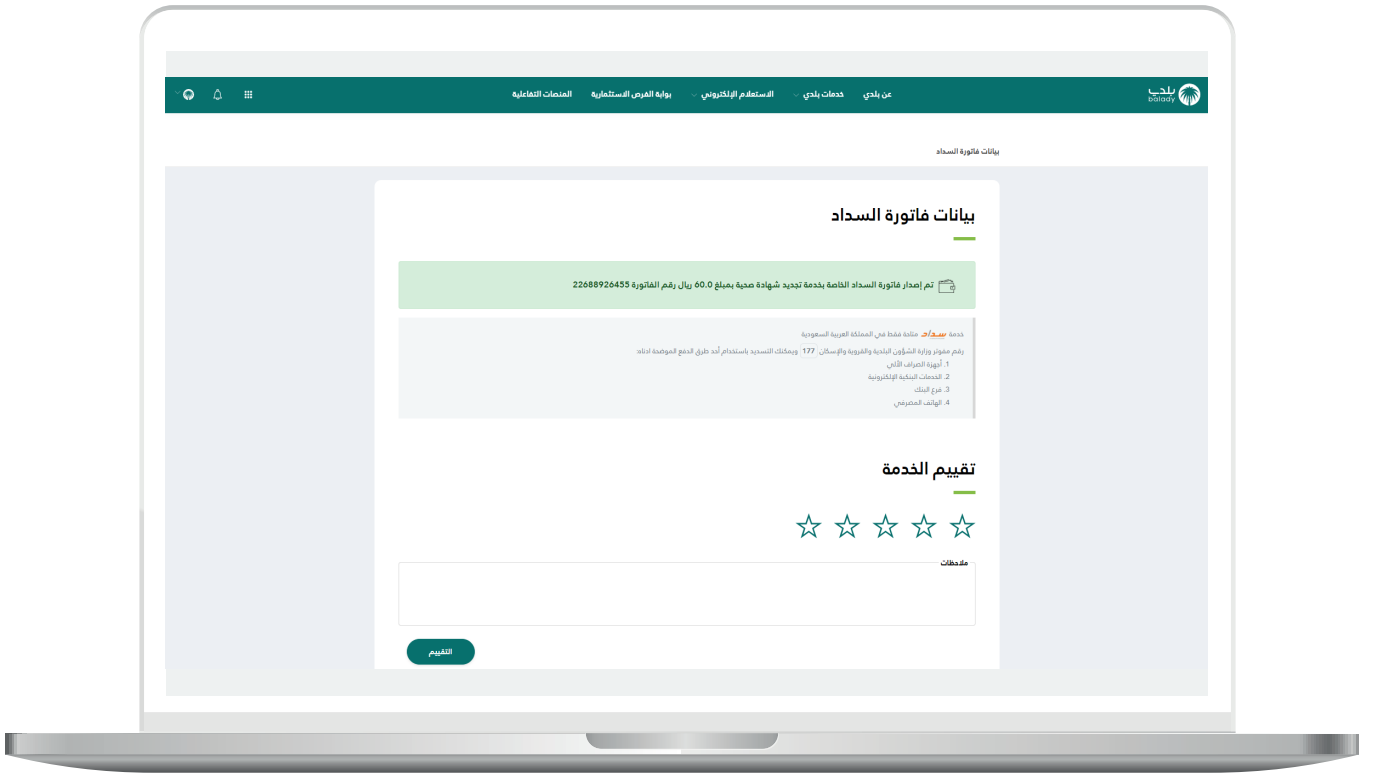 بلدي
balady
عن بلدي
خدمات بلدي
الاستعلام الإلكتروني
بوابة الفرص الاستثمارية
المنصات التفاعلية
بيانات فاتورة السداد
بيانات فاتورة السداد
تم إصدار فاتورة السداد الخاصة بخدمة تجديد شهادة صحية بمبلغ 60.0 ريال رقم الفاتورة 22688926455
خدمة سداد متاحة فقط في المملكة العربية السعودية
رقم مفوتر وزارة الشؤون البلدية والقروية والإسكان 177 ويمكنك التسديد باستخدام أحد طرق الدفع الموضحة ادناه:
1. أجهزة الصراف الآلي
2. الخدمات البنكية الإلكترونية
3. فرع البنك
4. الهاتف المصرفي
تقييم الخدمة
ملاحظات
التقييم